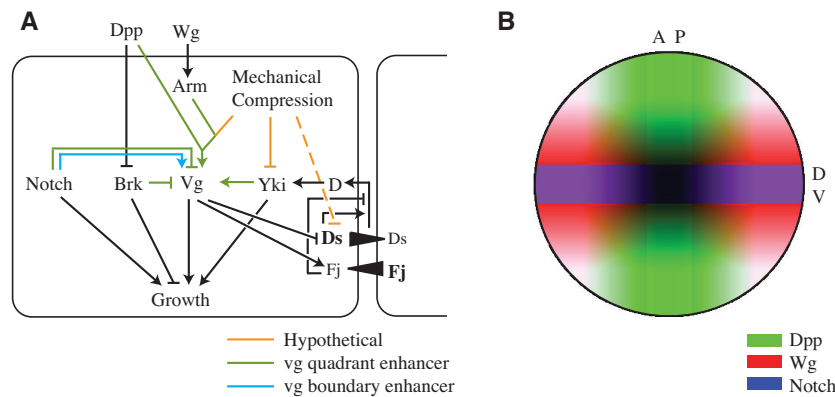 A
Dpp Wg
Arm
Mechanical
Compression
Notch Brk Vg Yki D
Ds Ds
Fj Fj
Growth
Hypothetical
vg quadrant enhancer
vg boundary enhancer
B
A P
D
V
Dpp
Wg
Notch